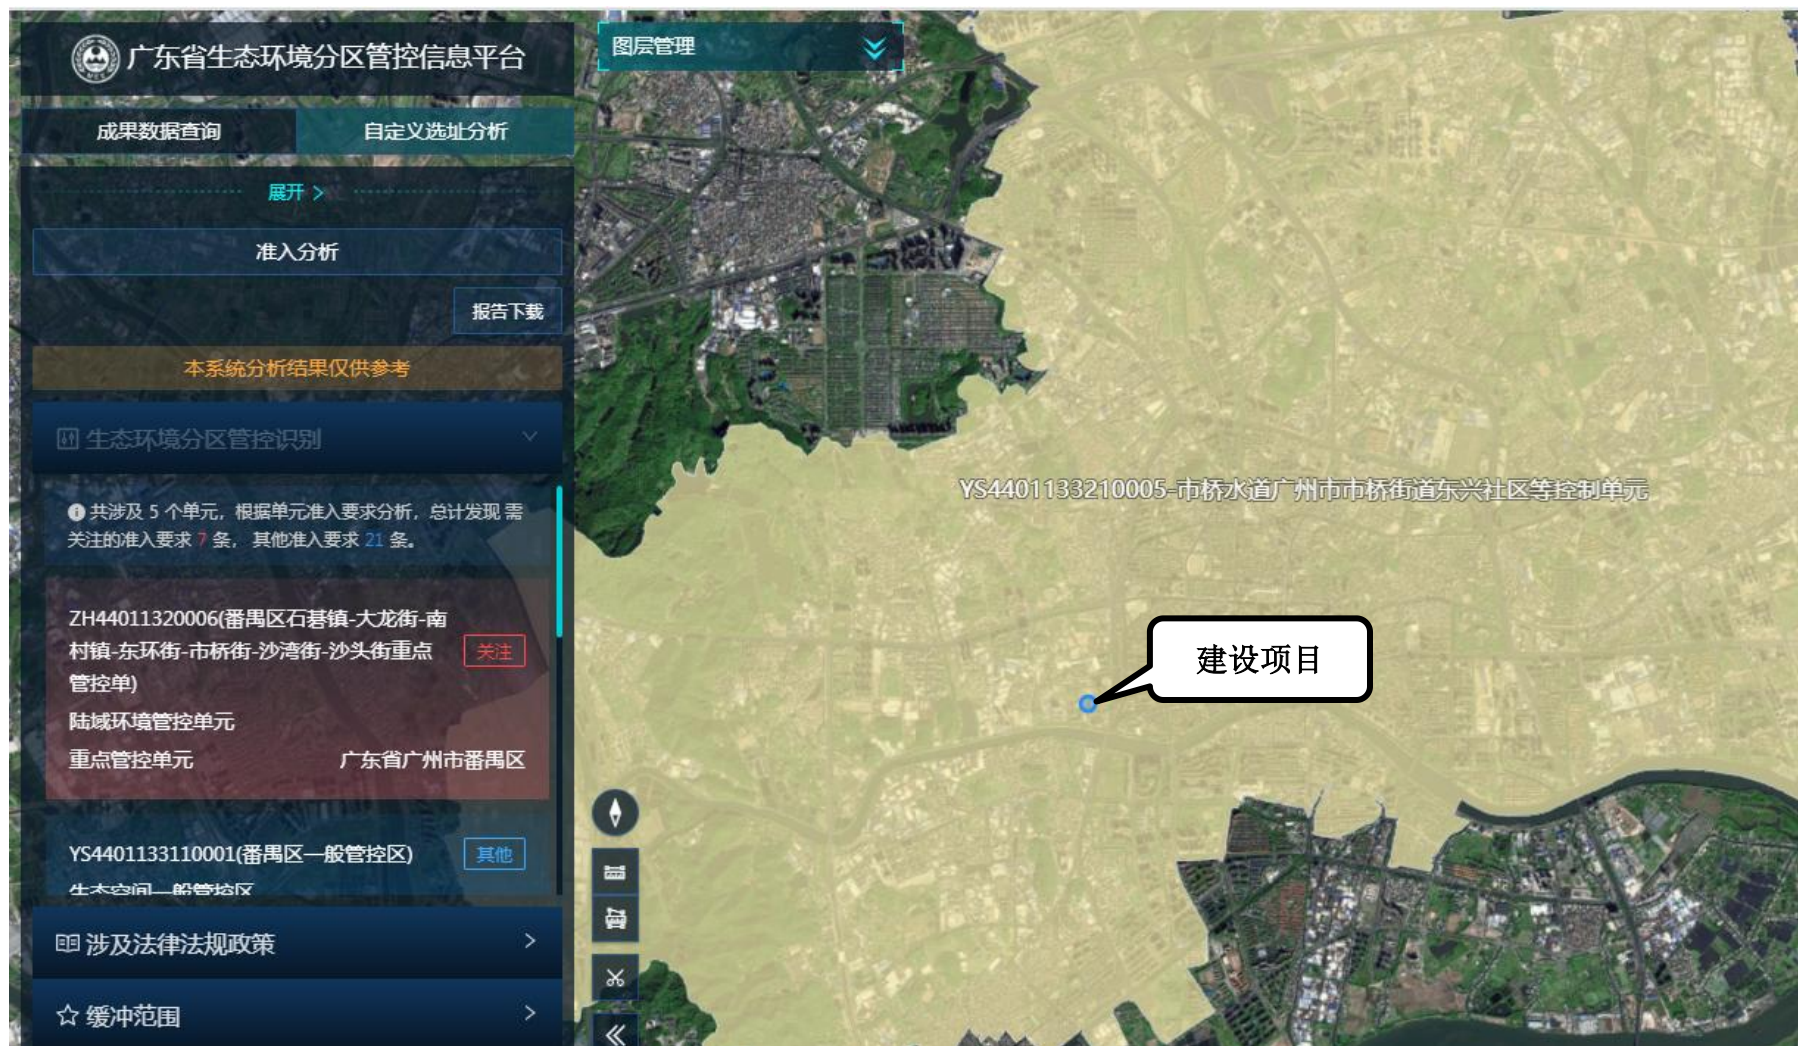 广东省生态环境分区管控信息平台
图层管理
成果数据查询
自定义选址分析
展开 >
准入分析
报告下载
本系统分析结果仅供参考
生态环境分区管控识别
共涉及 5 个单元，根据单元准入要求分析，总计发现 需
关注的准入要求 7 条， 其他准入要求 21 条。
ZH44011320006(番禺区石碁镇-大龙街-南
村镇-东环街-市桥街-沙湾街-沙头街重点
管控单)
关注
陆域环境管控单元
重点管控单元
广东省广州市番禺区
YS4401133110001(番禺区一般管控区)
其他
生态空间一般管控区
涉及法律法规政策
缓冲范围
YS4401133210005-市桥水道广州市市桥街道东兴社区等控制单元
建设项目